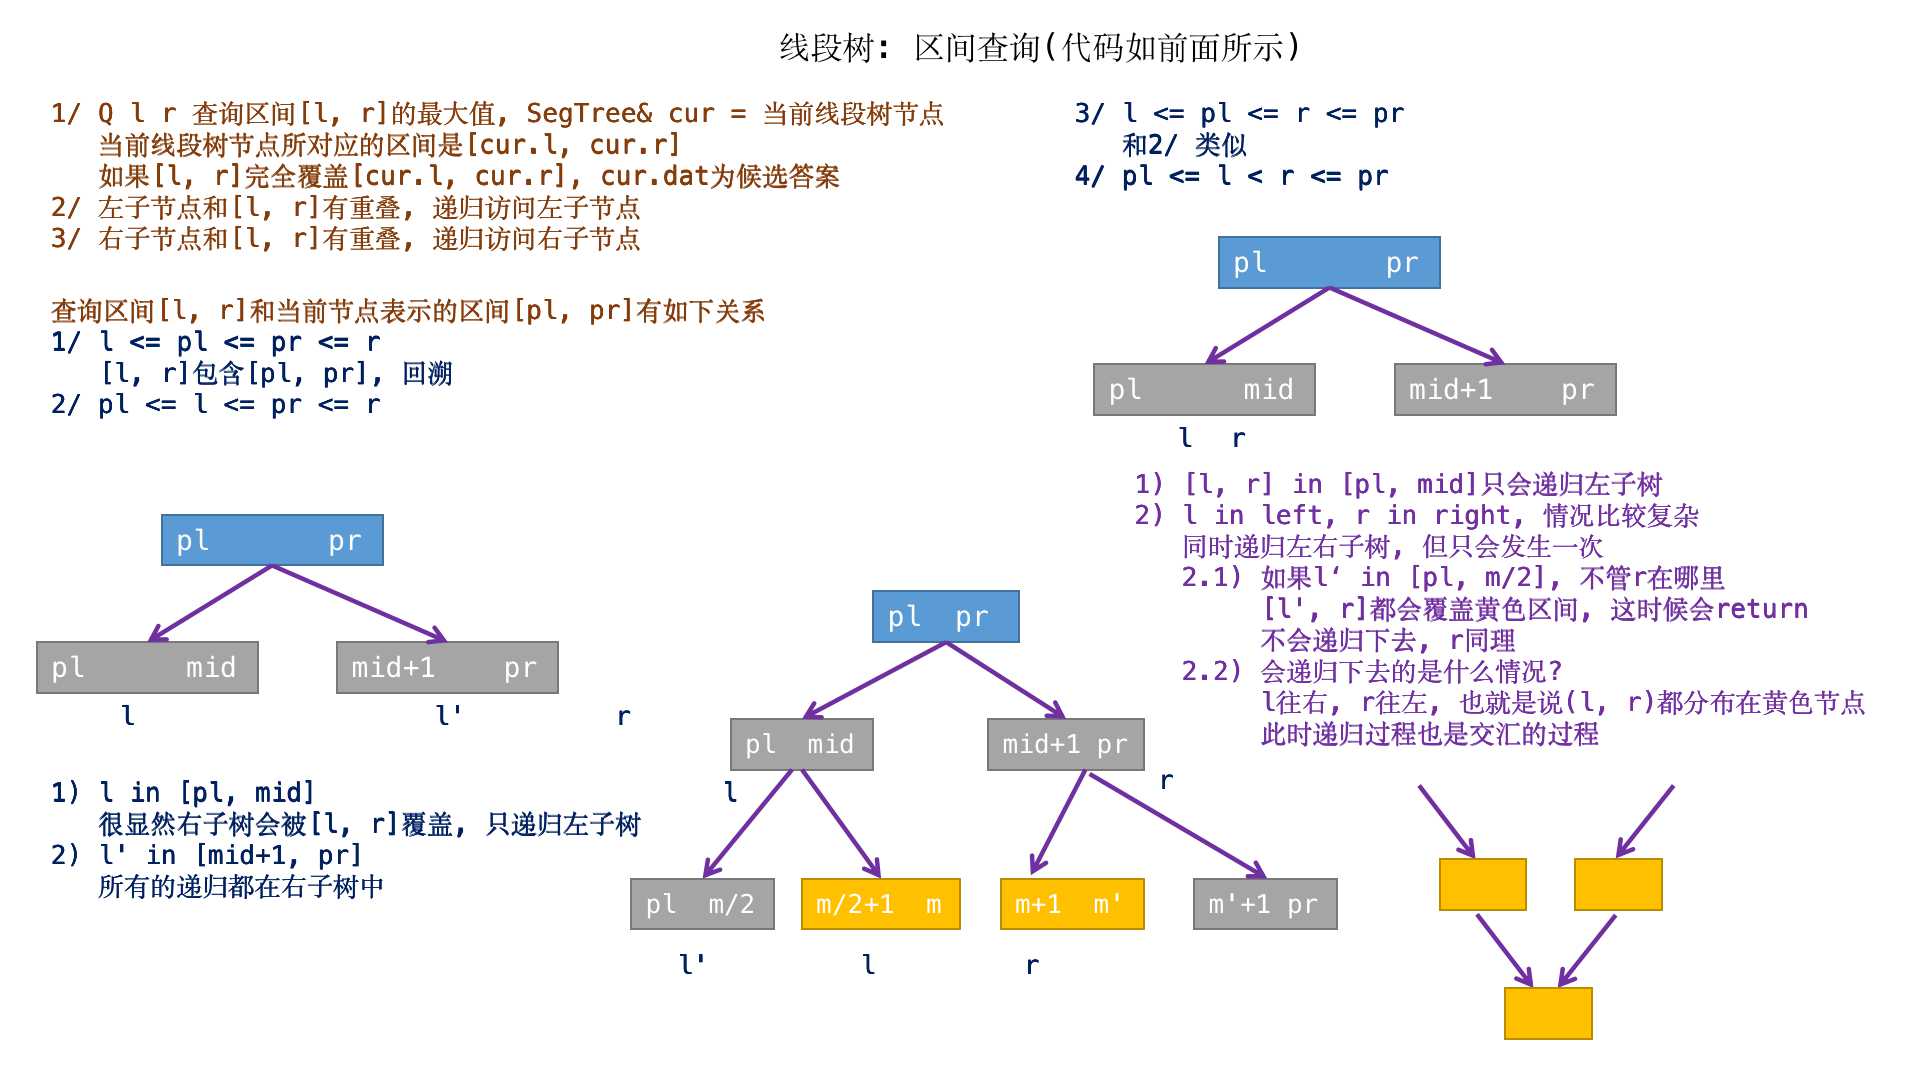 线段树: 区间查询(代码如前面所示)
1/ Q l r 查询区间[l, r]的最大值, SegTree& cur = 当前线段树节点
当前线段树节点所对应的区间是[cur.l, cur.r]
如果[l, r]完全覆盖[cur.l, cur.r], cur.dat为候选答案
2/ 左子节点和[l, r]有重叠, 递归访问左子节点
3/ 右子节点和[l, r]有重叠, 递归访问右子节点
查询区间[l, r]和当前节点表示的区间[pl, pr]有如下关系
1/ l <= pl <= pr <= r
[l, r]包含[pl, pr], 回溯
2/ pl <= l <= pr <= r
pl pr
pl mid
mid+1 pr
l l' r
1) l in [pl, mid]
很显然右子树会被[l, r]覆盖, 只递归左子树
2) l' in [mid+1, pr]
所有的递归都在右子树中
3/ l <= pl <= r <= pr
和2/ 类似
4/ pl <= l < r <= pr
pl pr
pl mid
mid+1 pr
l r
1) [l, r] in [pl, mid]只会递归左子树
2) l in left, r in right, 情况比较复杂
同时递归左右子树, 但只会发生一次
2.1) 如果l‘ in [pl, m/2], 不管r在哪里
[l', r]都会覆盖黄色区间, 这时候会return
不会递归下去, r同理
2.2) 会递归下去的是什么情况?
l往右, r往左, 也就是说(l, r)都分布在黄色节点
此时递归过程也是交汇的过程
pl pr
pl mid
mid+1 pr
l r
pl m/2
m/2+1 m
m+1 m'
m'+1 pr
l' l r